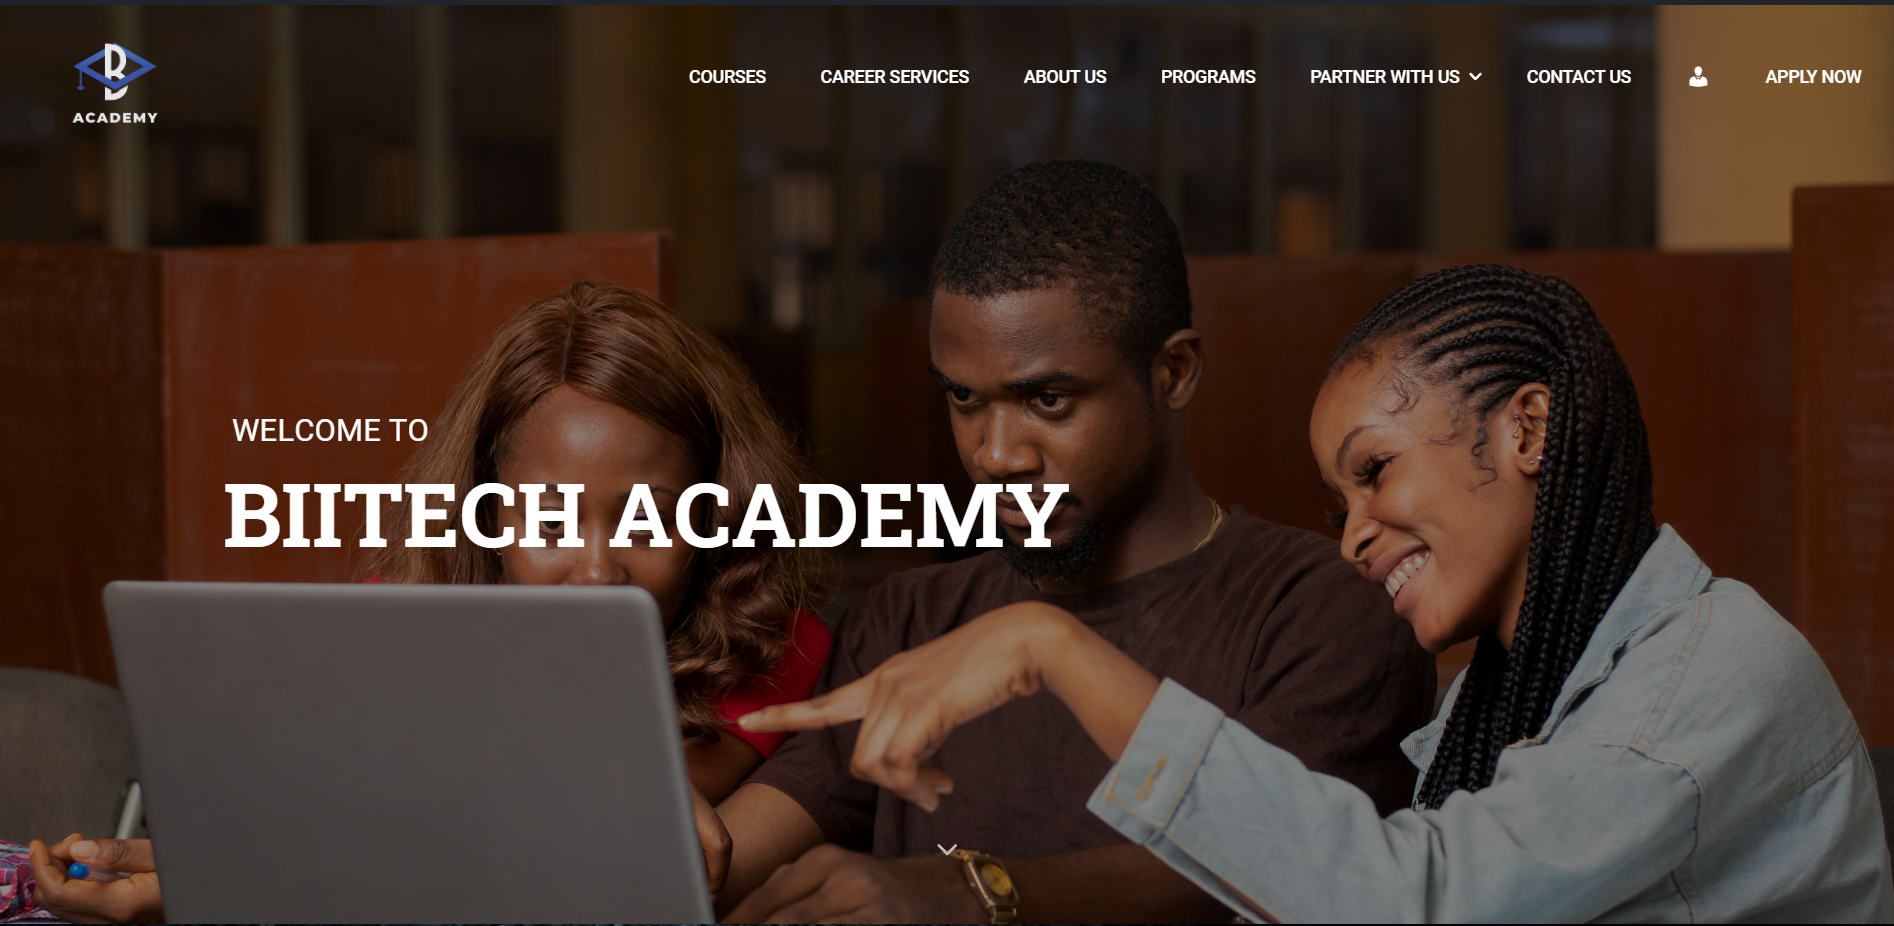 B
ACADEMY
COURSES
CAREER SERVICES
ABOUT US
PROGRAMS
PARTNER WITH US
CONTACT US
APPLY NOW
WELCOME TO
BIITECH ACADEMY